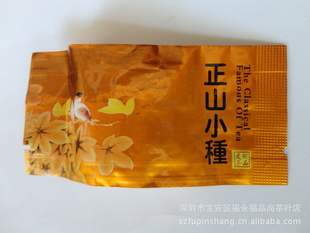 正山小種
The Classical
Famous Of Tea
深圳市宝安区福永福品尚茶叶店
szfupinshang.cn.alibaba.com